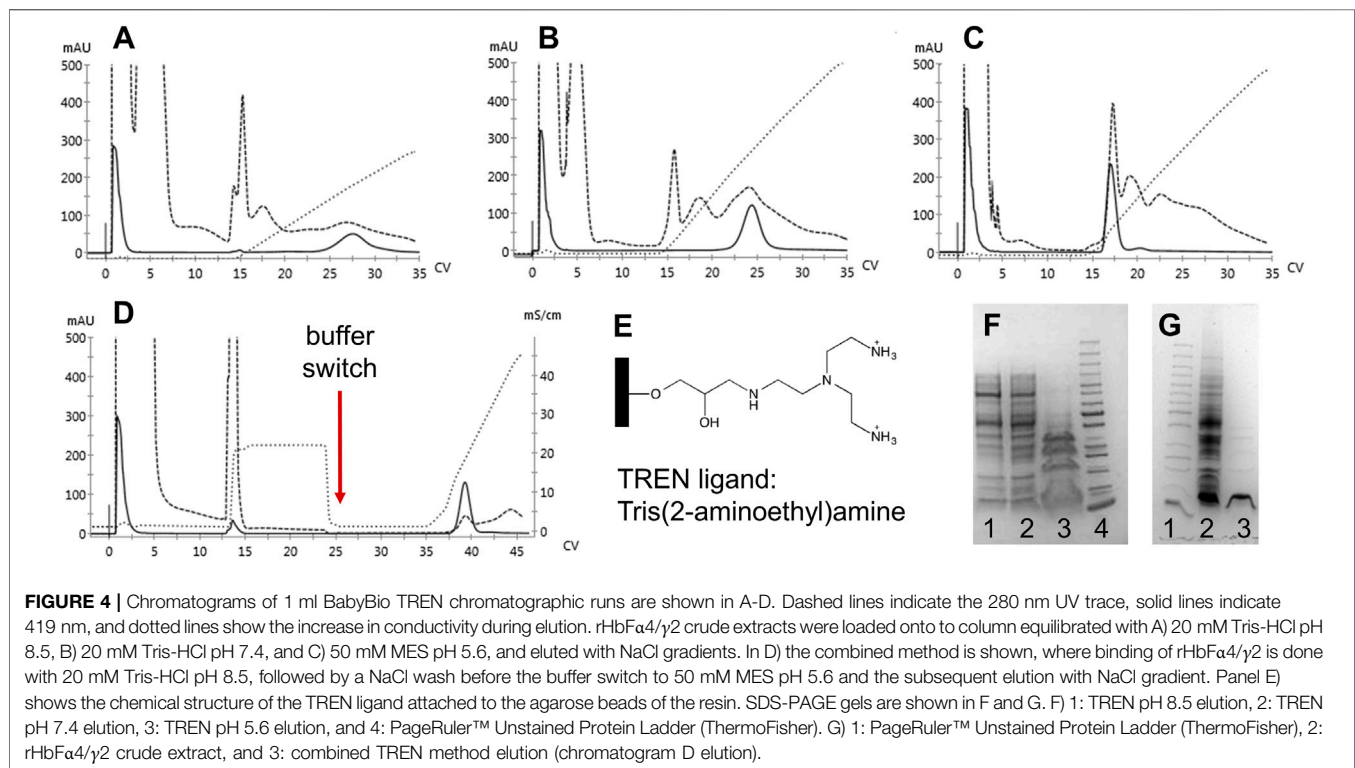 A
mAU
500
400
300
200
100
0
0 5 10 15 20 25 30 35
CV
B
mAU
500
400
300
200
100
0
0 5 10 15 20 25 30 35
CV
C
mAU
500
400
300
200
100
0
0 5 10 15 20 25 30 35
CV
D
mAU
500
400
300
200
100
0
0 5 10 15 20 25 30 35 40 45
CV
mS/cm
40
30
20
10
0
buffer
switch
E
O
OH
N
H
N
NH₃
+
NH₃
+
TREN ligand:
Tris(2-aminoethyl)amine
F
1 2 3 4
G
1 2 3
FIGURE 4 | Chromatograms of 1 ml BabyBio TREN chromatographic runs are shown in A-D. Dashed lines indicate the 280 nm UV trace, solid lines indicate
419 nm, and dotted lines show the increase in conductivity during elution. rHbFα4/γ2 crude extracts were loaded onto to column equilibrated with A) 20 mM Tris-HCl pH
8.5, B) 20 mM Tris-HCl pH 7.4, and C) 50 mM MES pH 5.6, and eluted with NaCl gradients. In D) the combined method is shown, where binding of rHbFα4/γ2 is done
with 20 mM Tris-HCl pH 8.5, followed by a NaCl wash before the buffer switch to 50 mM MES pH 5.6 and the subsequent elution with NaCl gradient. Panel E)
shows the chemical structure of the TREN ligand attached to the agarose beads of the resin. SDS-PAGE gels are shown in F and G. F) 1: TREN pH 8.5 elution, 2: TREN
pH 7.4 elution, 3: TREN pH 5.6 elution, and 4: PageRuler™ Unstained Protein Ladder (ThermoFisher). G) 1: PageRuler™ Unstained Protein Ladder (ThermoFisher), 2:
rHbFα4/γ2 crude extract, and 3: combined TREN method elution (chromatogram D elution).